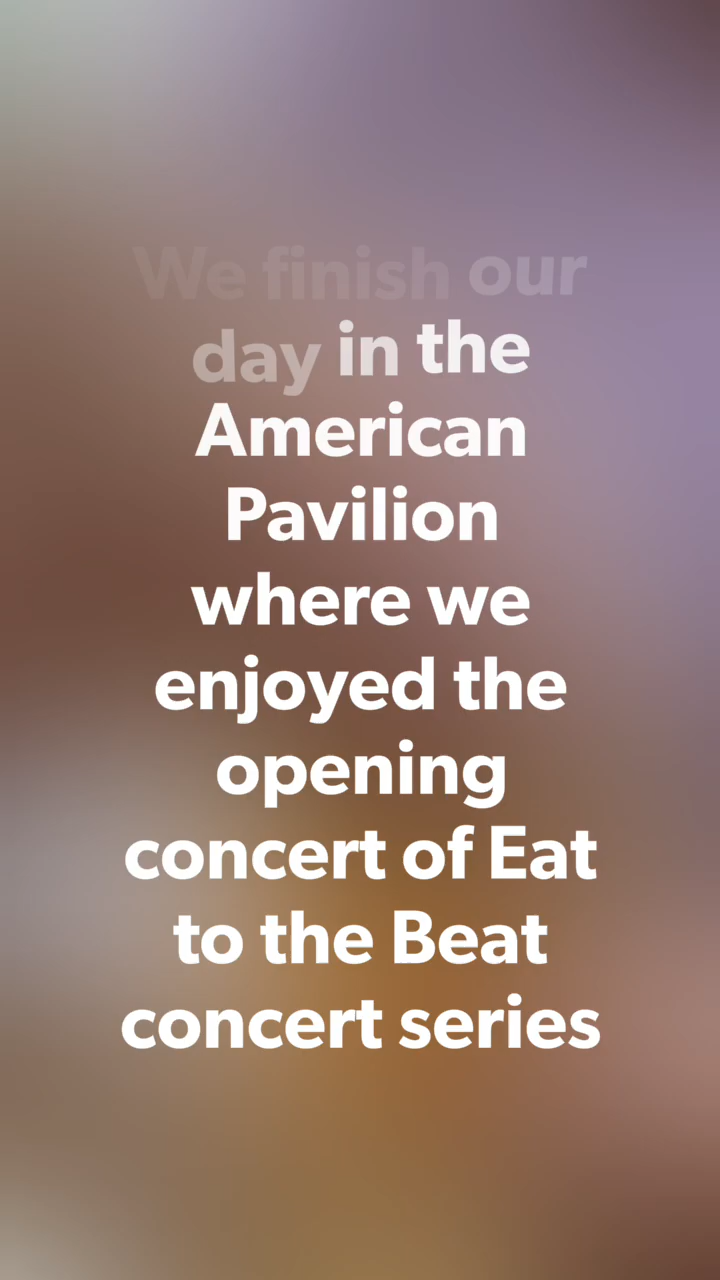 We finish our
day in the
American
Pavilion
where we
enjoyed the
opening
concert of Eat
to the Beat
concert series